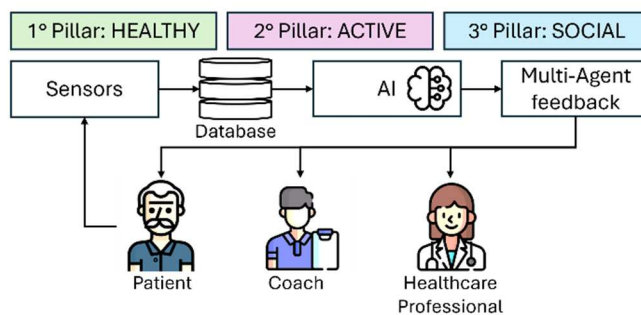 1° Pillar: HEALTHY
2° Pillar: ACTIVE
3° Pillar: SOCIAL
Sensors
Database
AI
Multi-Agent
feedback
Patient
Coach
Healthcare
Professional